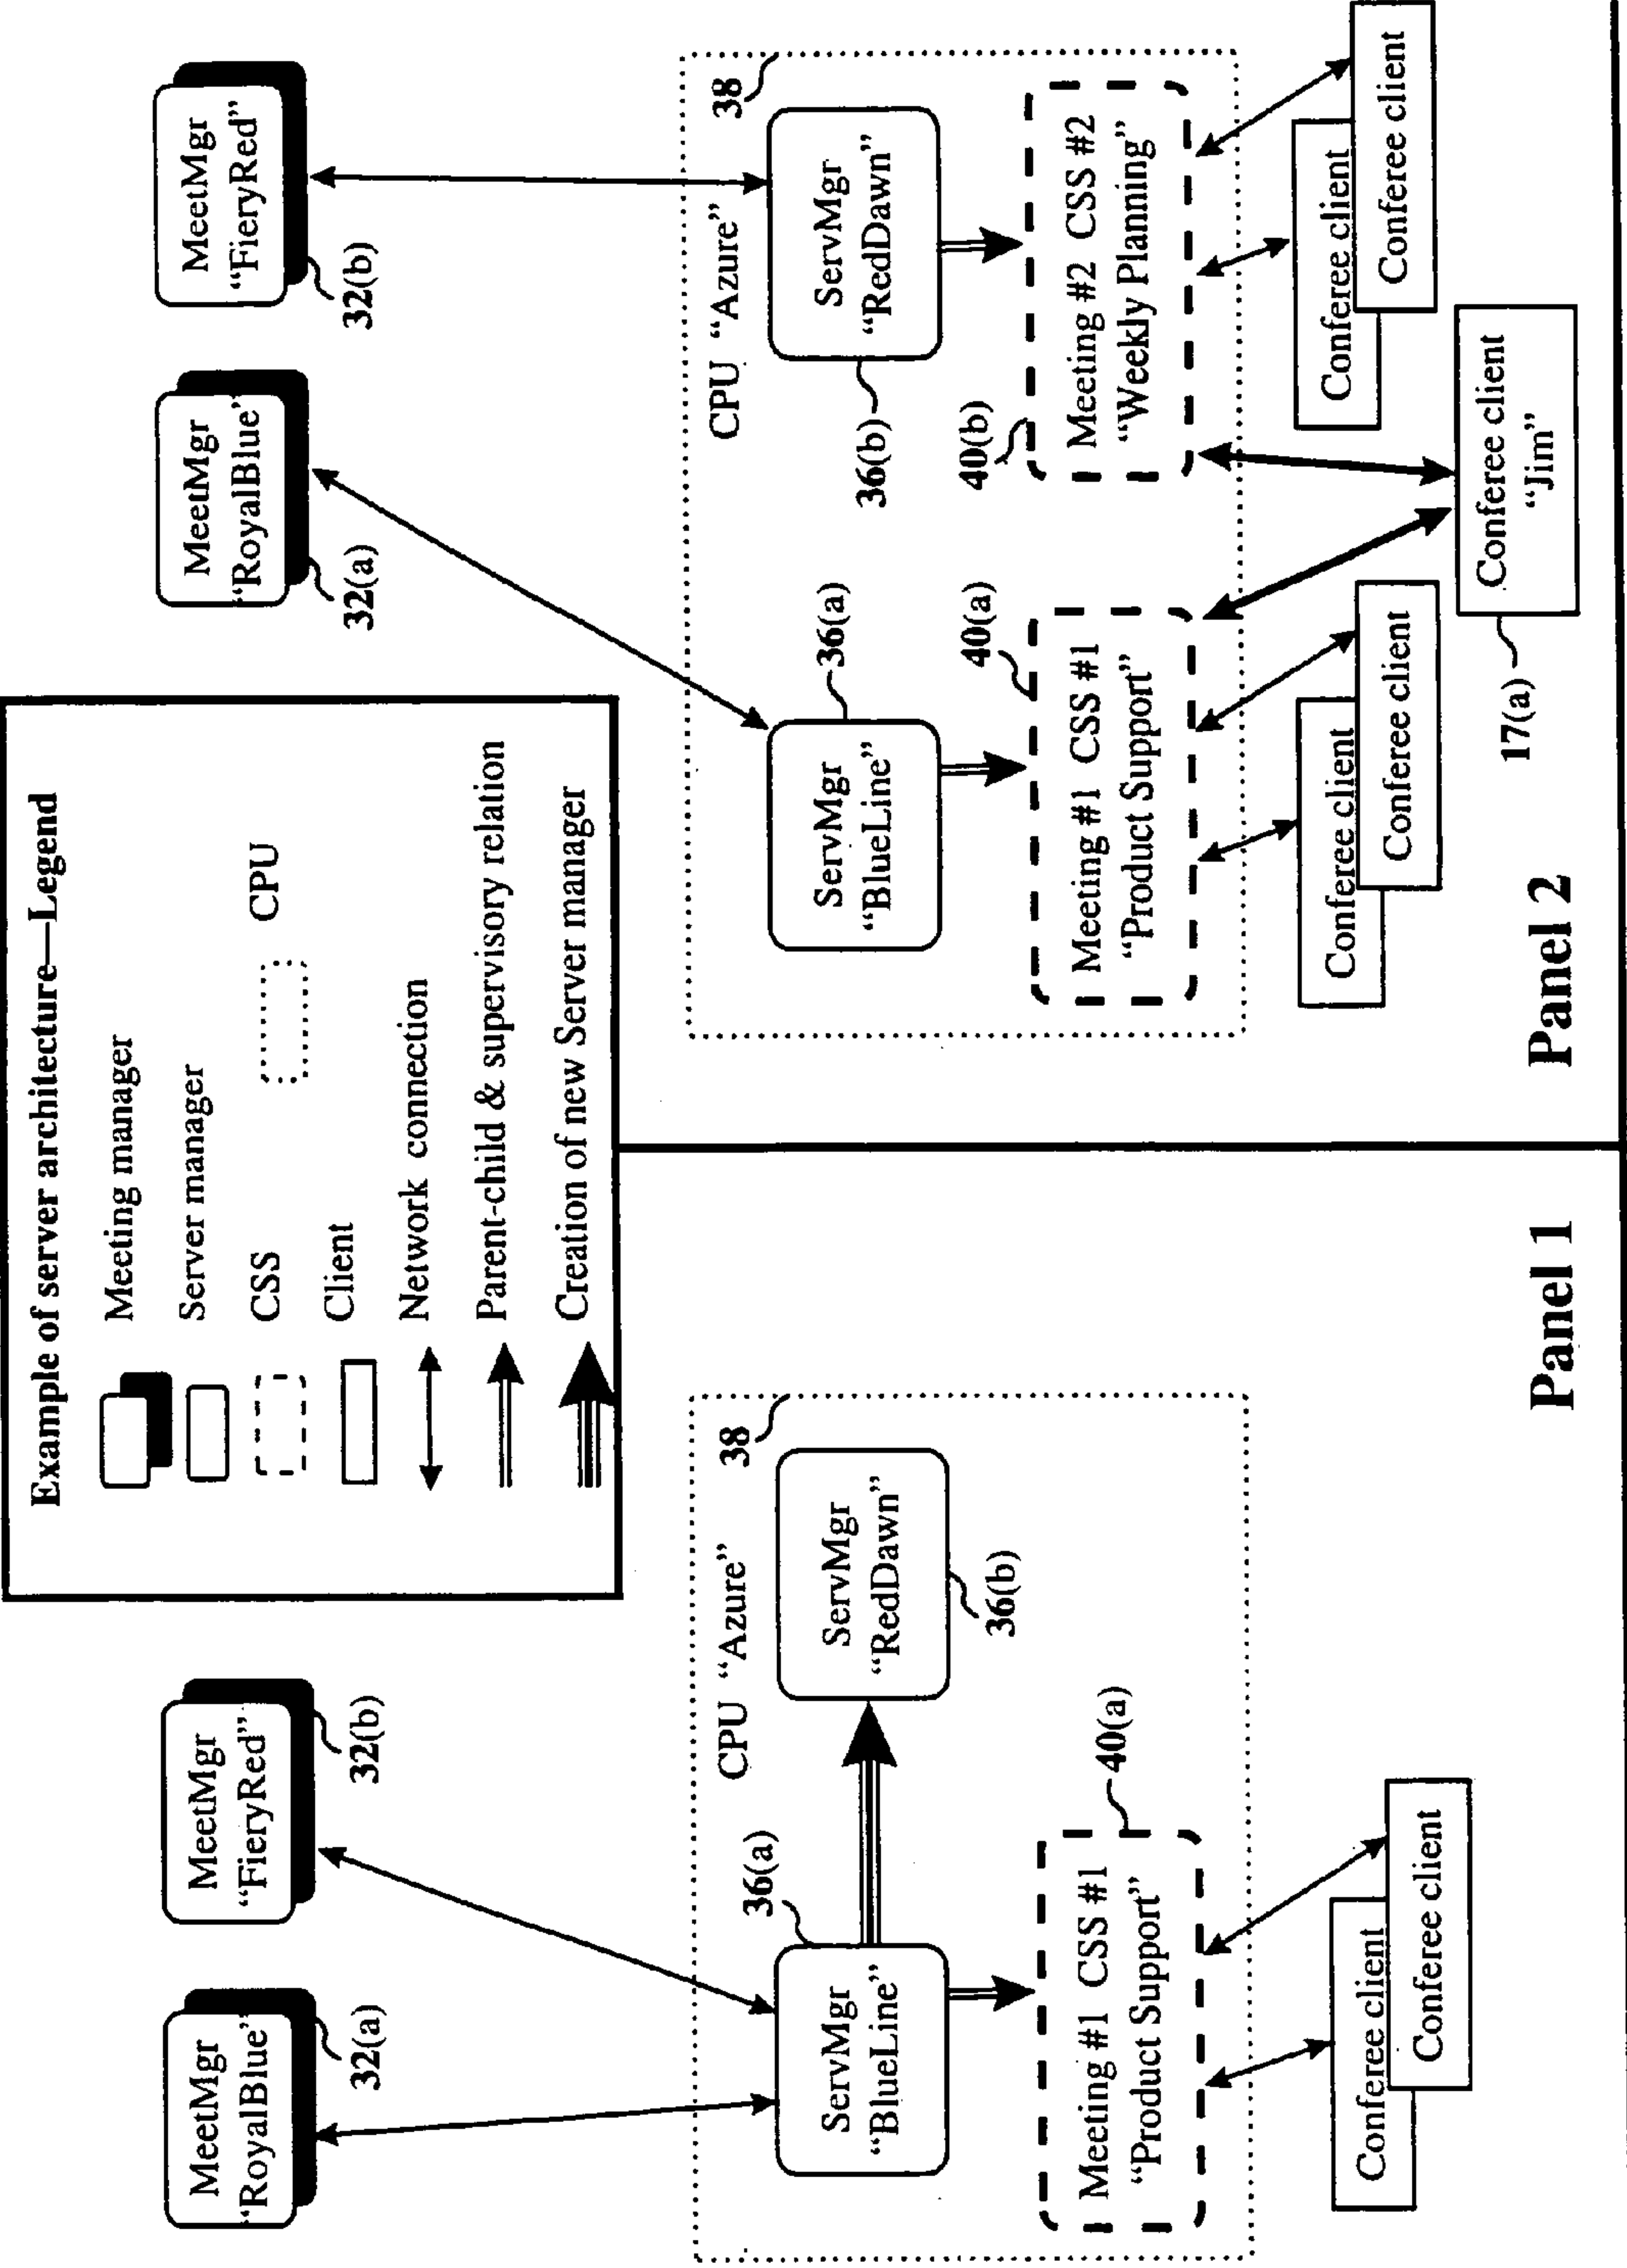 Example of server architecture—Legend
Meeting manager
Server manager
CSS
CPU
Client
Network connection
Parent-child & supervisory relation
Creation of new Server manager
MeetMgr
“RoyalBlue”
32(a)
MeetMgr
“FieryRed”
32(b)
CPU “Azure”
38
36(a)
ServMgr
“BlueLine”
ServMgr
“RedDawn”
36(b)
40(a)
Meeting #1 CSS #1
“Product Support”
Conferee client
Conferee client
Panel 1
MeetMgr
“RoyalBlue”
32(a)
MeetMgr
“FieryRed”
32(b)
CPU “Azure”
38
ServMgr
“BlueLine”
36(a)
ServMgr
“RedDawn”
36(b)
40(a)
Meeting #1 CSS #1
“Product Support”
40(b)
Meeting #2 CSS #2
“Weekly Planning”
Conferee client
Conferee client
Conferee client
Conferee client
Conferee client
“Jim”
17(a)
Panel 2